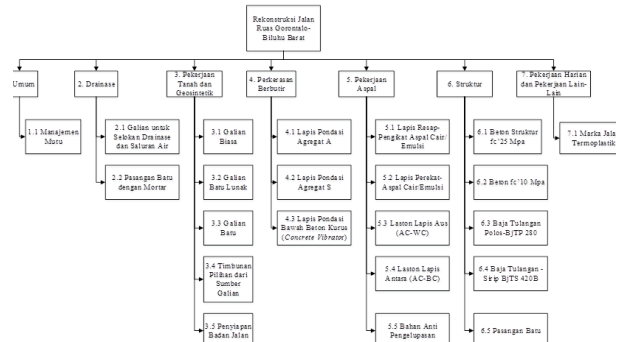 Rekonstruksi Jalan
Ruas Gorontalo-
Biluhu Barat
Umum
2. Drainase
3. Pekerjaan
Tanah dan
Geosintetik
4. Perkerasan
Berbutir
5. Pekerjaan
Aspal
6. Struktur
7. Pekerjaan Harian
dan Pekerjaan Lain-
Lain
1.1 Manajemen
Mutu
2.1 Galian untuk
Selokan Drainase
dan Saluran Air
2.2 Pasangan Batu
dengan Mortar
3.1 Galian
Biasa
3.2 Galian
Batu Lunak
3.3 Galian
Batu
3.4 Timbunan
Pilihan dari
Sumber
Galian
3.5 Penyiapan
Badan Jalan
4.1 Lapis Pondasi
Agregat A
4.2 Lapis Pondasi
Agregat S
4.3 Lapis Pondasi
Bawah Beton Kurus
(Concrete Vibrator)
5.1 Lapis Resap-
Pengikat Aspal Cair/
Emulsi
5.2 Lapis Perekat-
Aspal Cair/Emulsi
5.3 Laston Lapis Aus
(AC-WC)
5.4 Laston Lapis
Antara (AC-BC)
5.5 Bahan Anti
Pengelupasan
6.1 Beton Struktur
fc'25 Mpa
6.2 Beton fc'10 Mpa
6.3 Baja Tulangan
Polos-BjTP 280
6.4 Baja Tulangan -
Sirip BjTS 420B
6.5 Pasangan Batu
7.1 Marka Jala
Termoplastik